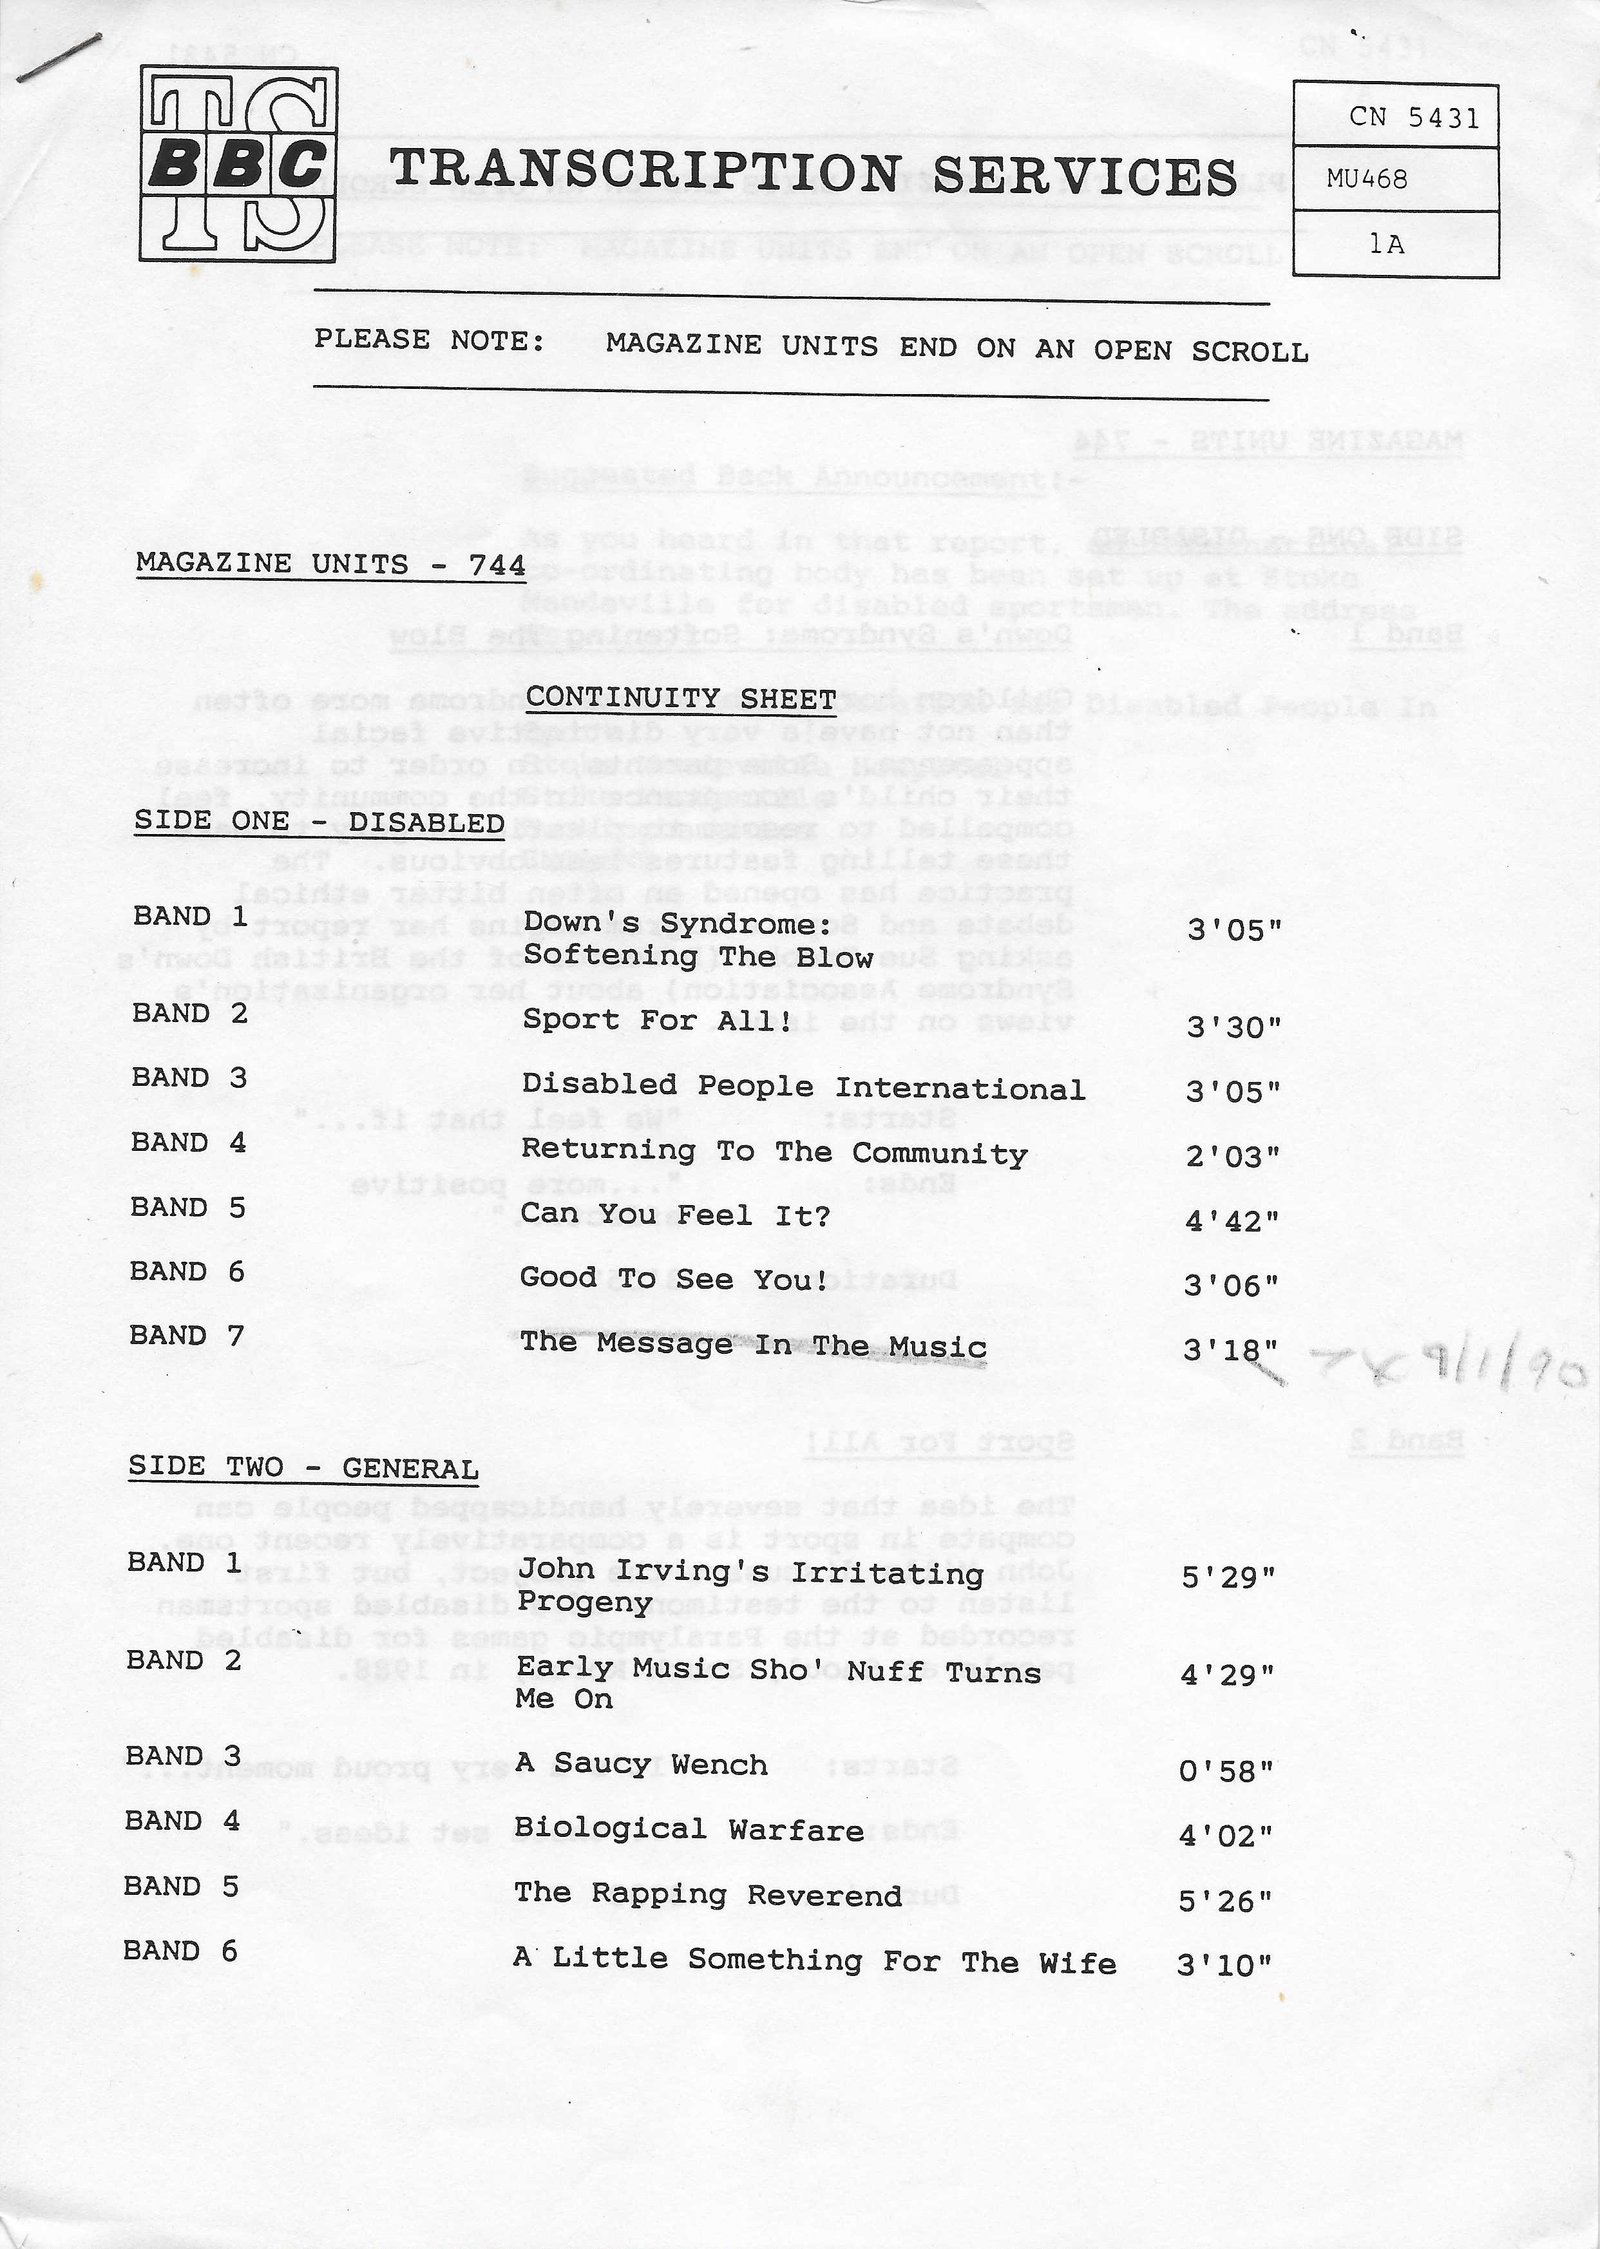 TS
BBC
TS
TRANSCRIPTION SERVICES
CN 5431
MU468
1A
PLEASE NOTE: MAGAZINE UNITS END ON AN OPEN SCROLL
MAGAZINE UNITS - 744
CONTINUITY SHEET
SIDE ONE - DISABLED
BAND 1 Down's Syndrome: 3'05"
Softening The Blow
BAND 2 Sport For All! 3'30"
BAND 3 Disabled People International 3'05"
BAND 4 Returning To The Community 2'03"
BAND 5 Can You Feel It? 4'42"
BAND 6 Good To See You! 3'06"
BAND 7 The Message In The Music 3'18" TX 9/1/90
SIDE TWO - GENERAL
BAND 1 John Irving's Irritating 5'29"
Progeny
BAND 2 Early Music Sho' Nuff Turns 4'29"
Me On
BAND 3 A Saucy Wench 0'58"
BAND 4 Biological Warfare 4'02"
BAND 5 The Rapping Reverend 5'26"
BAND 6 A Little Something For The Wife 3'10"